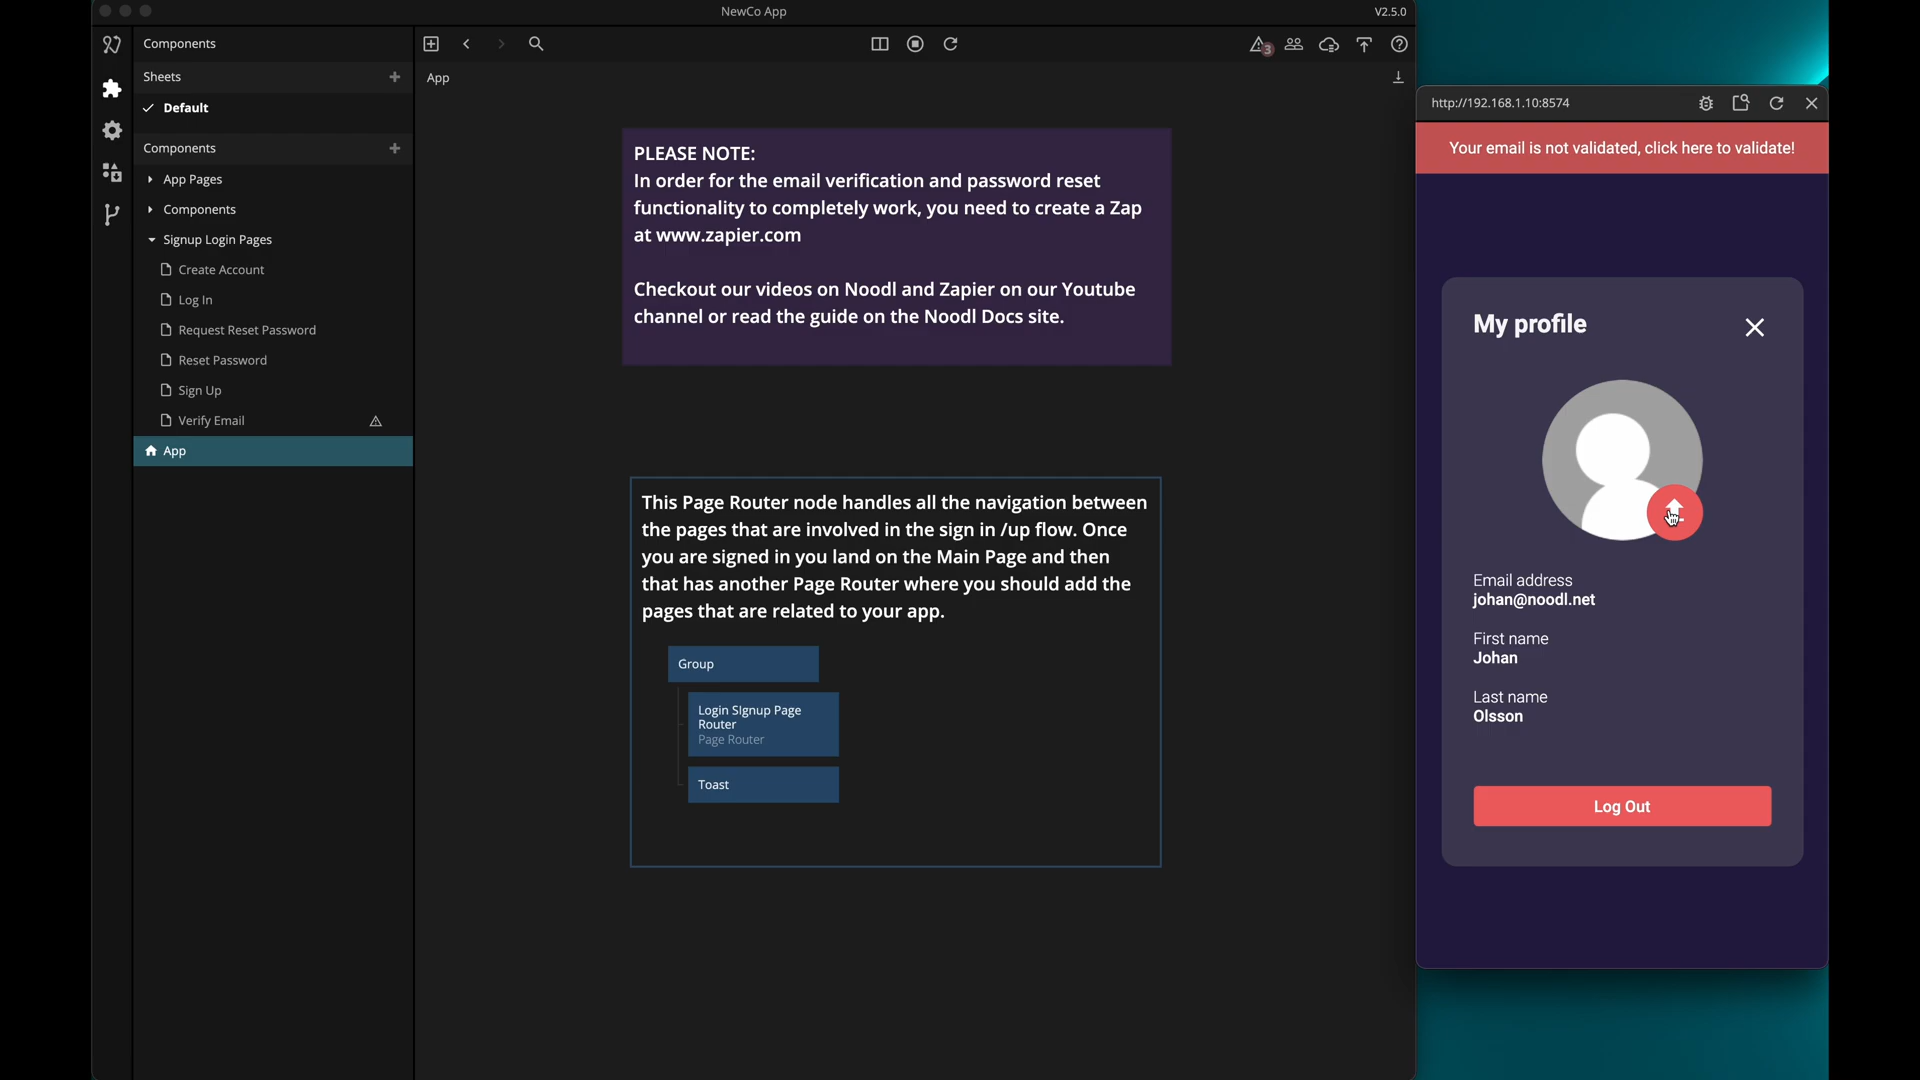 NewCo App
V2.5.0
Components
Sheets
Default
Components
App Pages
Components
Signup Login Pages
Create Account
Log In
Request Reset Password
Reset Password
Sign Up
Verify Email
App
3
App
PLEASE NOTE:
In order for the email verification and password reset
functionality to completely work, you need to create a Zap
at www.zapier.com
Checkout our videos on Noodl and Zapier on our Youtube
channel or read the guide on the Noodl Docs site.
This Page Router node handles all the navigation between
the pages that are involved in the sign in /up flow. Once
you are signed in you land on the Main Page and then
that has another Page Router where you should add the
pages that are related to your app.
Group
Login SIgnup Page
Router
Page Router
Toast
http://192.168.1.10:8574
Your email is not validated, click here to validate!
My profile
Email address
johan@noodl.net
First name
Johan
Last name
Olsson
Log Out